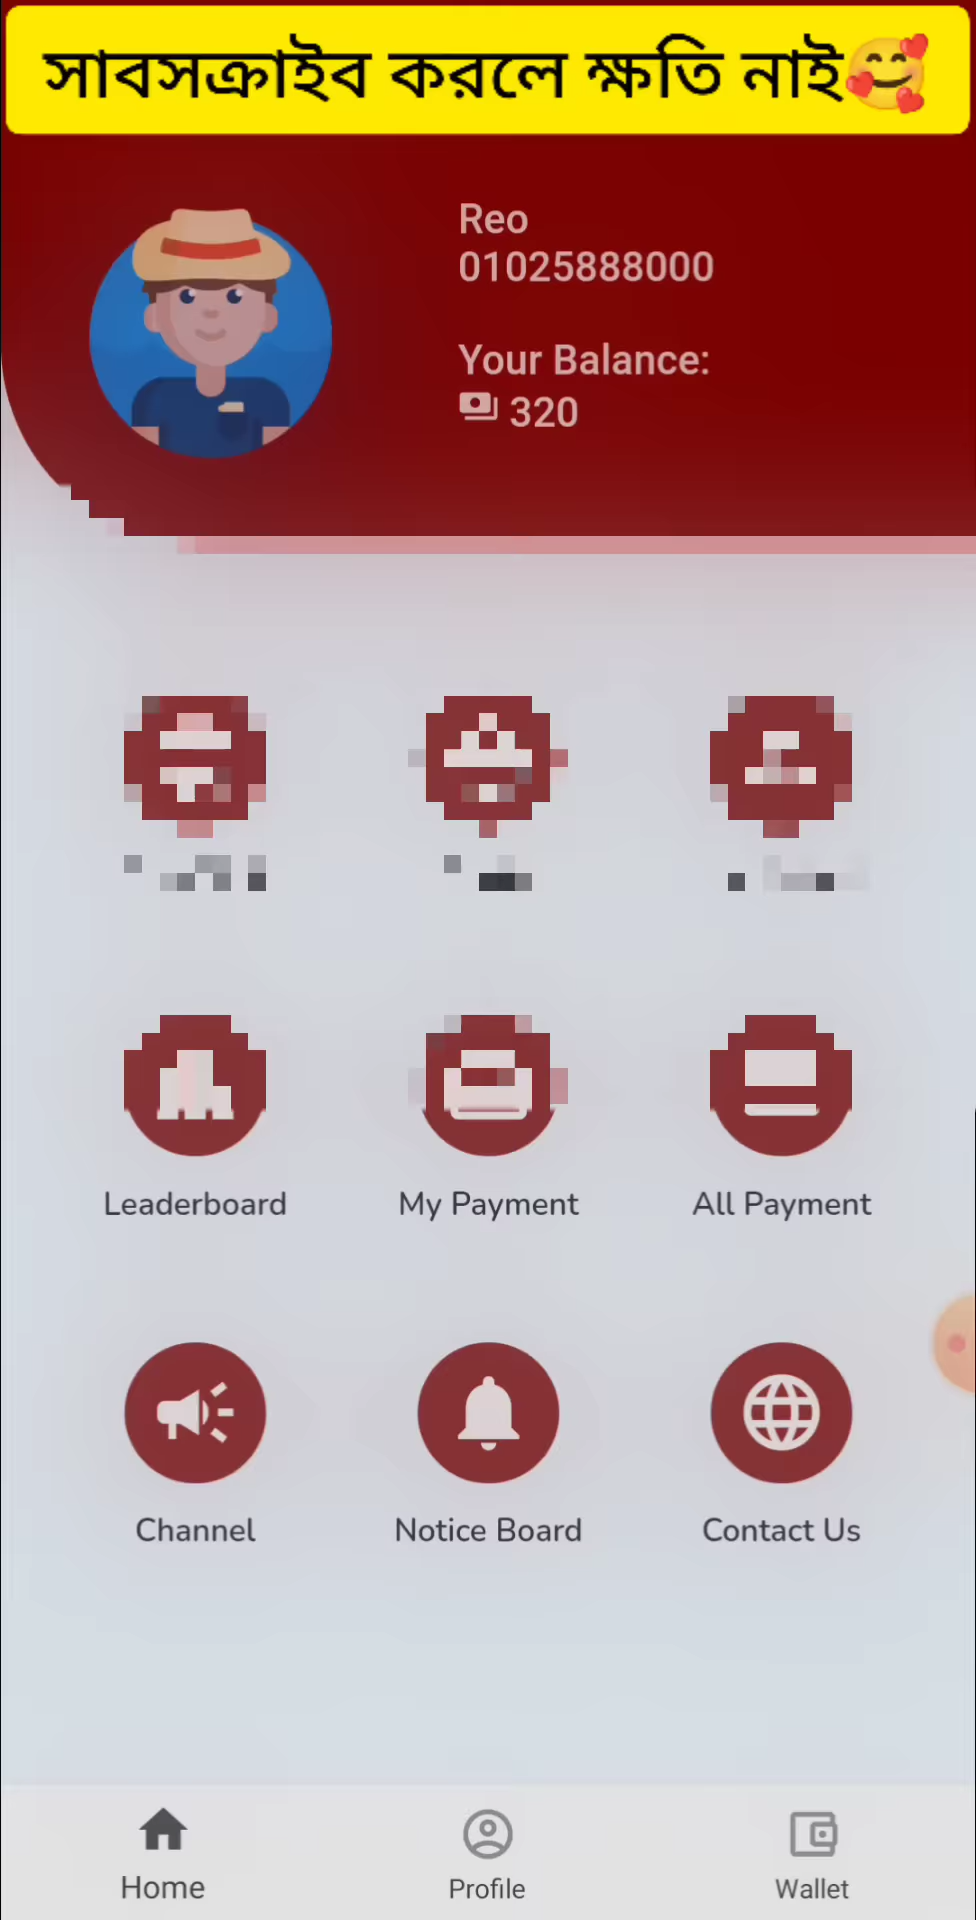 সাবসক্রাইব করলে ক্ষতি নাই🥰
Reo
01025888000
Your Balance:
320
Leaderboard
My Payment
All Payment
Channel
Notice Board
Contact Us
Home
Profile
Wallet